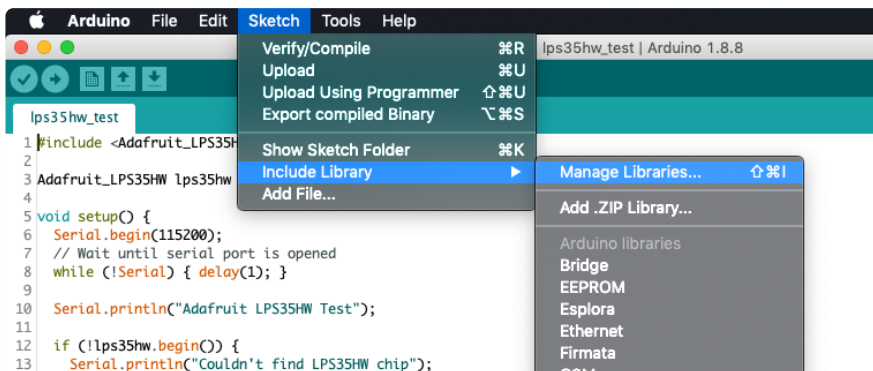 Arduino File Edit Sketch Tools Help
lps35hw_test | Arduino 1.8.8
Verify/Compile ⌘R
Upload ⌘U
Upload Using Programmer ⇧⌘U
Export compiled Binary ⌥⌘S
Show Sketch Folder ⌘K
Include Library ▶
Add File...
Manage Libraries... ⇧⌘I
Add .ZIP Library...
Arduino libraries
Bridge
EEPROM
Esplora
Ethernet
Firmata
lps35hw_test
1 #include <Adafruit_LPS35H
2
3 Adafruit_LPS35HW lps35hw
4
5 void setup() {
6 Serial.begin(115200);
7 // Wait until serial port is opened
8 while (!Serial) { delay(1); }
9
10 Serial.println("Adafruit LPS35HW Test");
11
12 if (!lps35hw.begin()) {
13 Serial.println("Couldn't find LPS35HW chip");